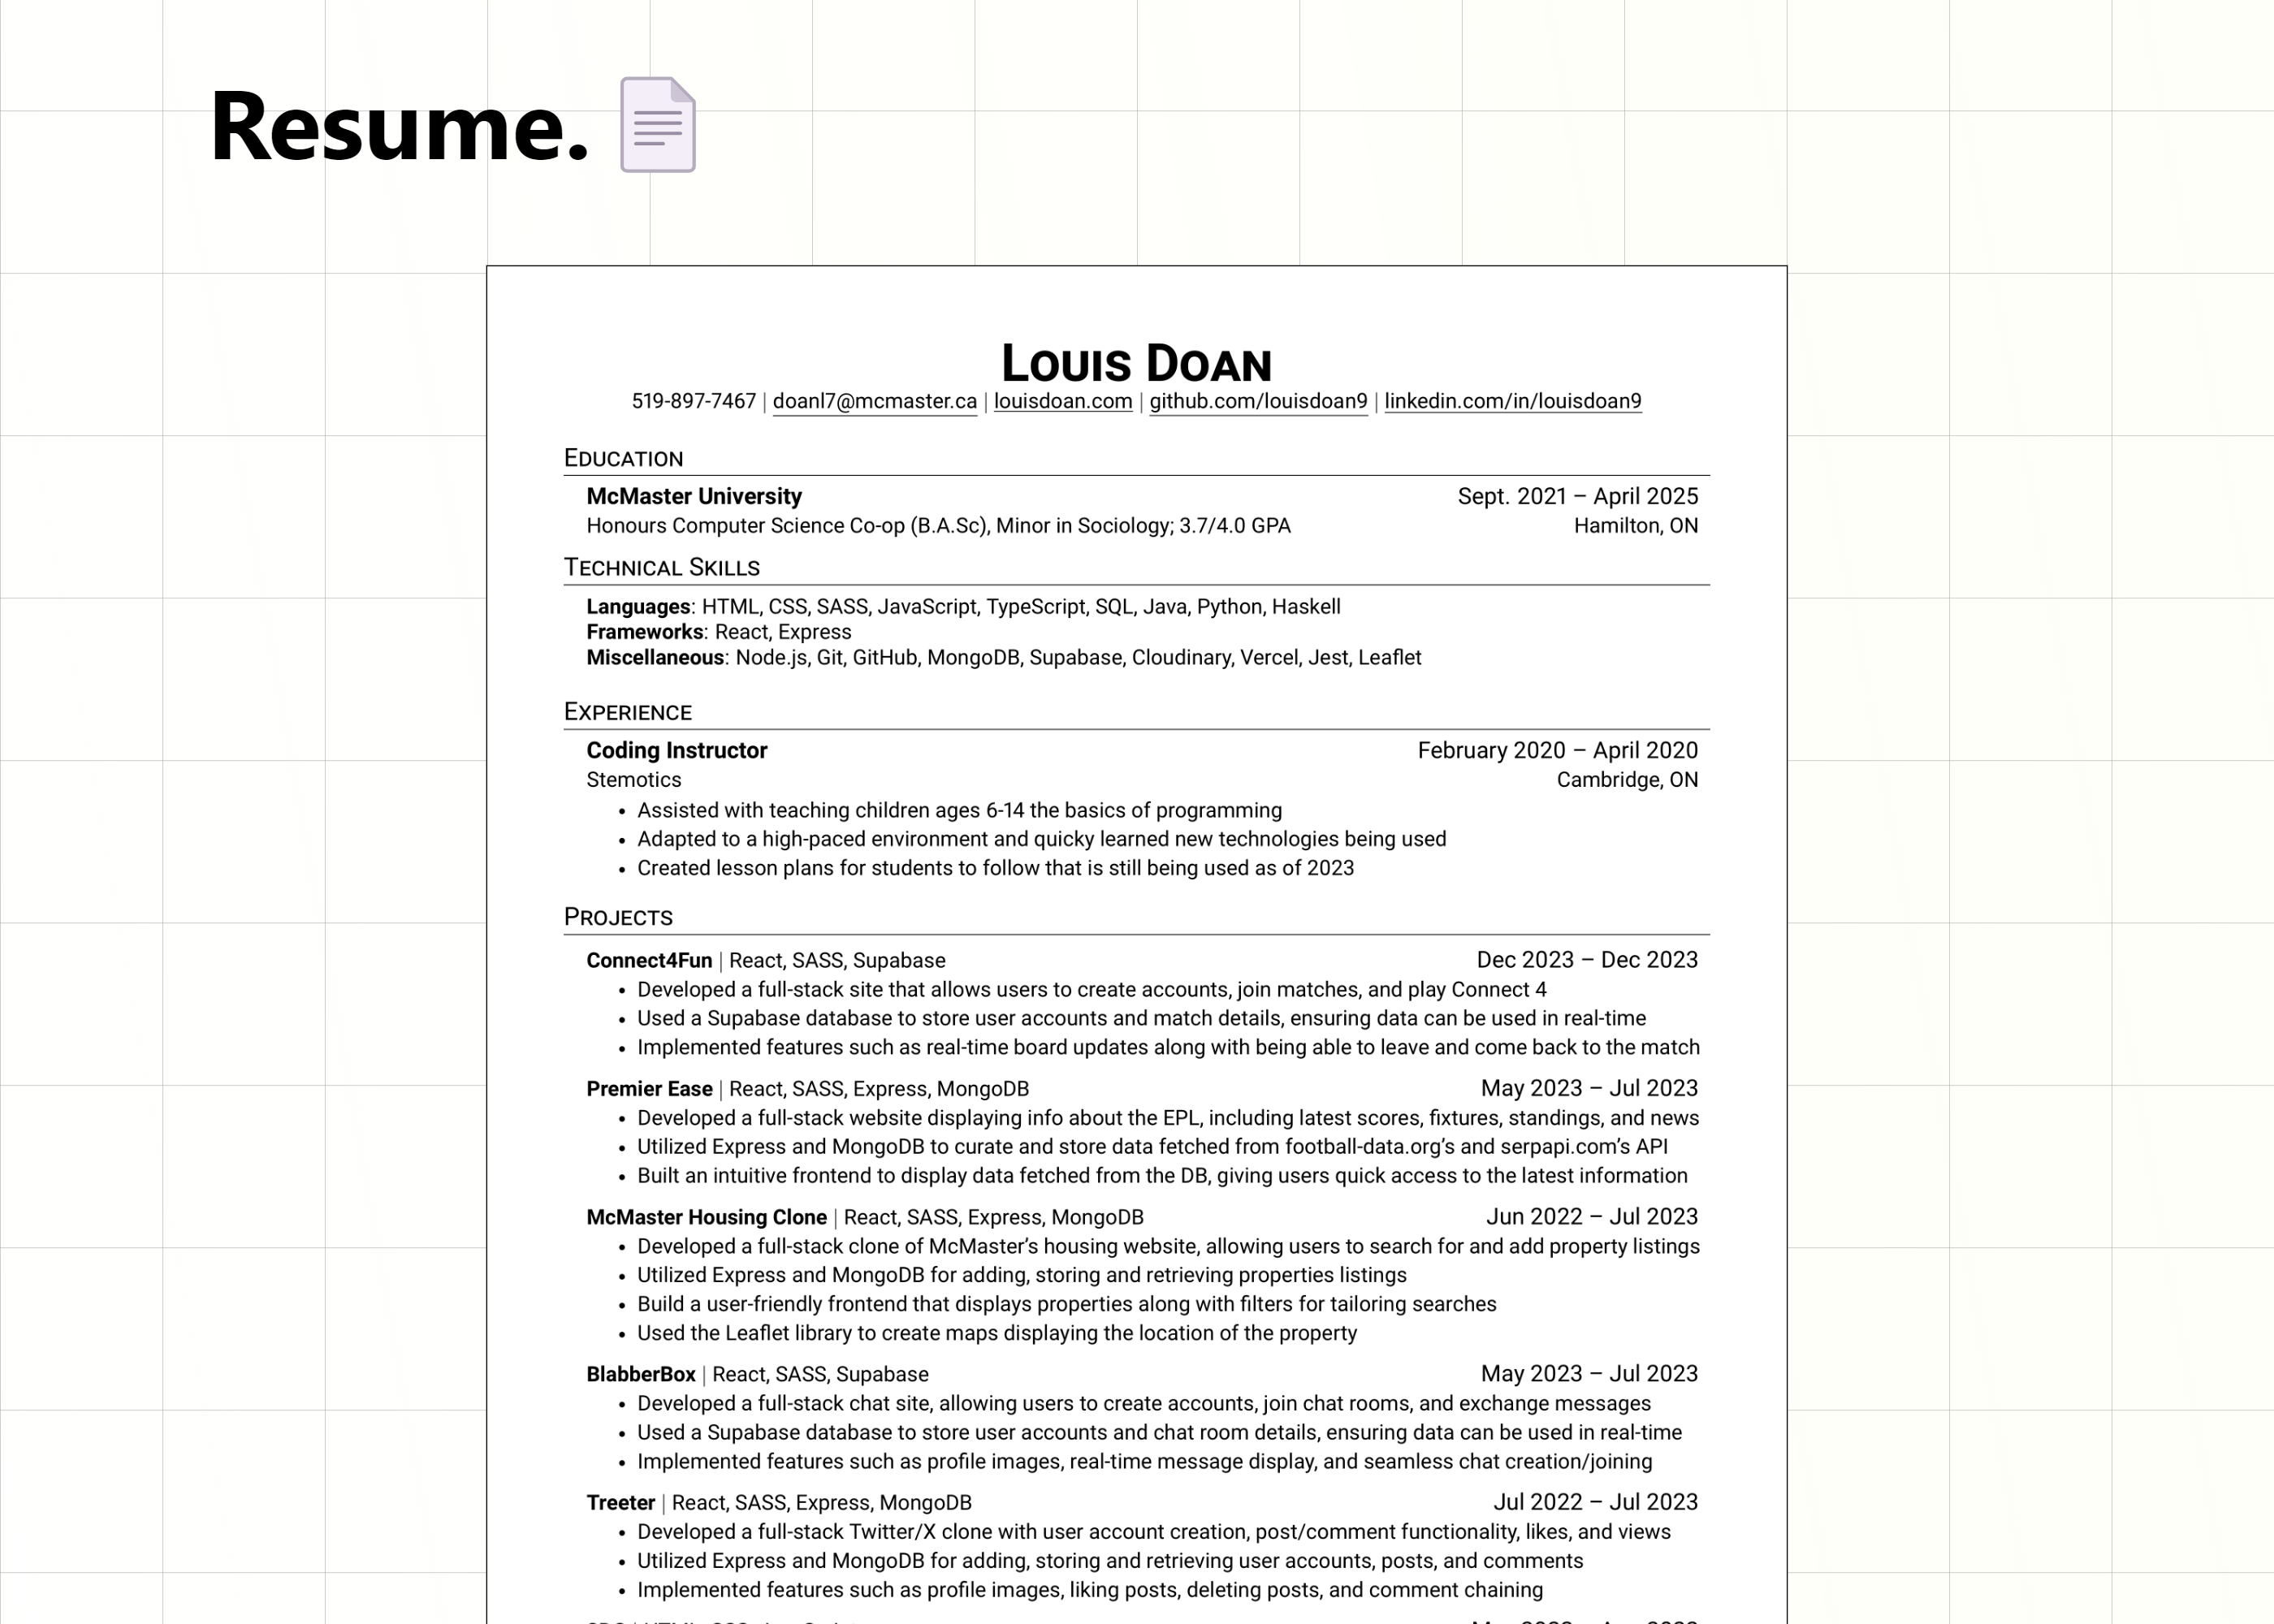 Resume.
Louis Doan
519-897-7467 | doanl7@mcmaster.ca | louisdoan.com | github.com/louisdoan9 | linkedin.com/in/louisdoan9
Education
McMaster University Sept. 2021 – April 2025
Honours Computer Science Co-op (B.A.Sc), Minor in Sociology; 3.7/4.0 GPA Hamilton, ON
Technical Skills
Languages: HTML, CSS, SASS, JavaScript, TypeScript, SQL, Java, Python, Haskell
Frameworks: React, Express
Miscellaneous: Node.js, Git, GitHub, MongoDB, Supabase, Cloudinary, Vercel, Jest, Leaflet
Experience
Coding Instructor February 2020 – April 2020
Stemotics Cambridge, ON
• Assisted with teaching children ages 6-14 the basics of programming
• Adapted to a high-paced environment and quicky learned new technologies being used
• Created lesson plans for students to follow that is still being used as of 2023
Projects
Connect4Fun | React, SASS, Supabase Dec 2023 – Dec 2023
• Developed a full-stack site that allows users to create accounts, join matches, and play Connect 4
• Used a Supabase database to store user accounts and match details, ensuring data can be used in real-time
• Implemented features such as real-time board updates along with being able to leave and come back to the match
Premier Ease | React, SASS, Express, MongoDB May 2023 – Jul 2023
• Developed a full-stack website displaying info about the EPL, including latest scores, fixtures, standings, and news
• Utilized Express and MongoDB to curate and store data fetched from football-data.org’s and serpapi.com’s API
• Built an intuitive frontend to display data fetched from the DB, giving users quick access to the latest information
McMaster Housing Clone | React, SASS, Express, MongoDB Jun 2022 – Jul 2023
• Developed a full-stack clone of McMaster’s housing website, allowing users to search for and add property listings
• Utilized Express and MongoDB for adding, storing and retrieving properties listings
• Build a user-friendly frontend that displays properties along with filters for tailoring searches
• Used the Leaflet library to create maps displaying the location of the property
BlabberBox | React, SASS, Supabase May 2023 – Jul 2023
• Developed a full-stack chat site, allowing users to create accounts, join chat rooms, and exchange messages
• Used a Supabase database to store user accounts and chat room details, ensuring data can be used in real-time
• Implemented features such as profile images, real-time message display, and seamless chat creation/joining
Treeter | React, SASS, Express, MongoDB Jul 2022 – Jul 2023
• Developed a full-stack Twitter/X clone with user account creation, post/comment functionality, likes, and views
• Utilized Express and MongoDB for adding, storing and retrieving user accounts, posts, and comments
• Implemented features such as profile images, liking posts, deleting posts, and comment chaining